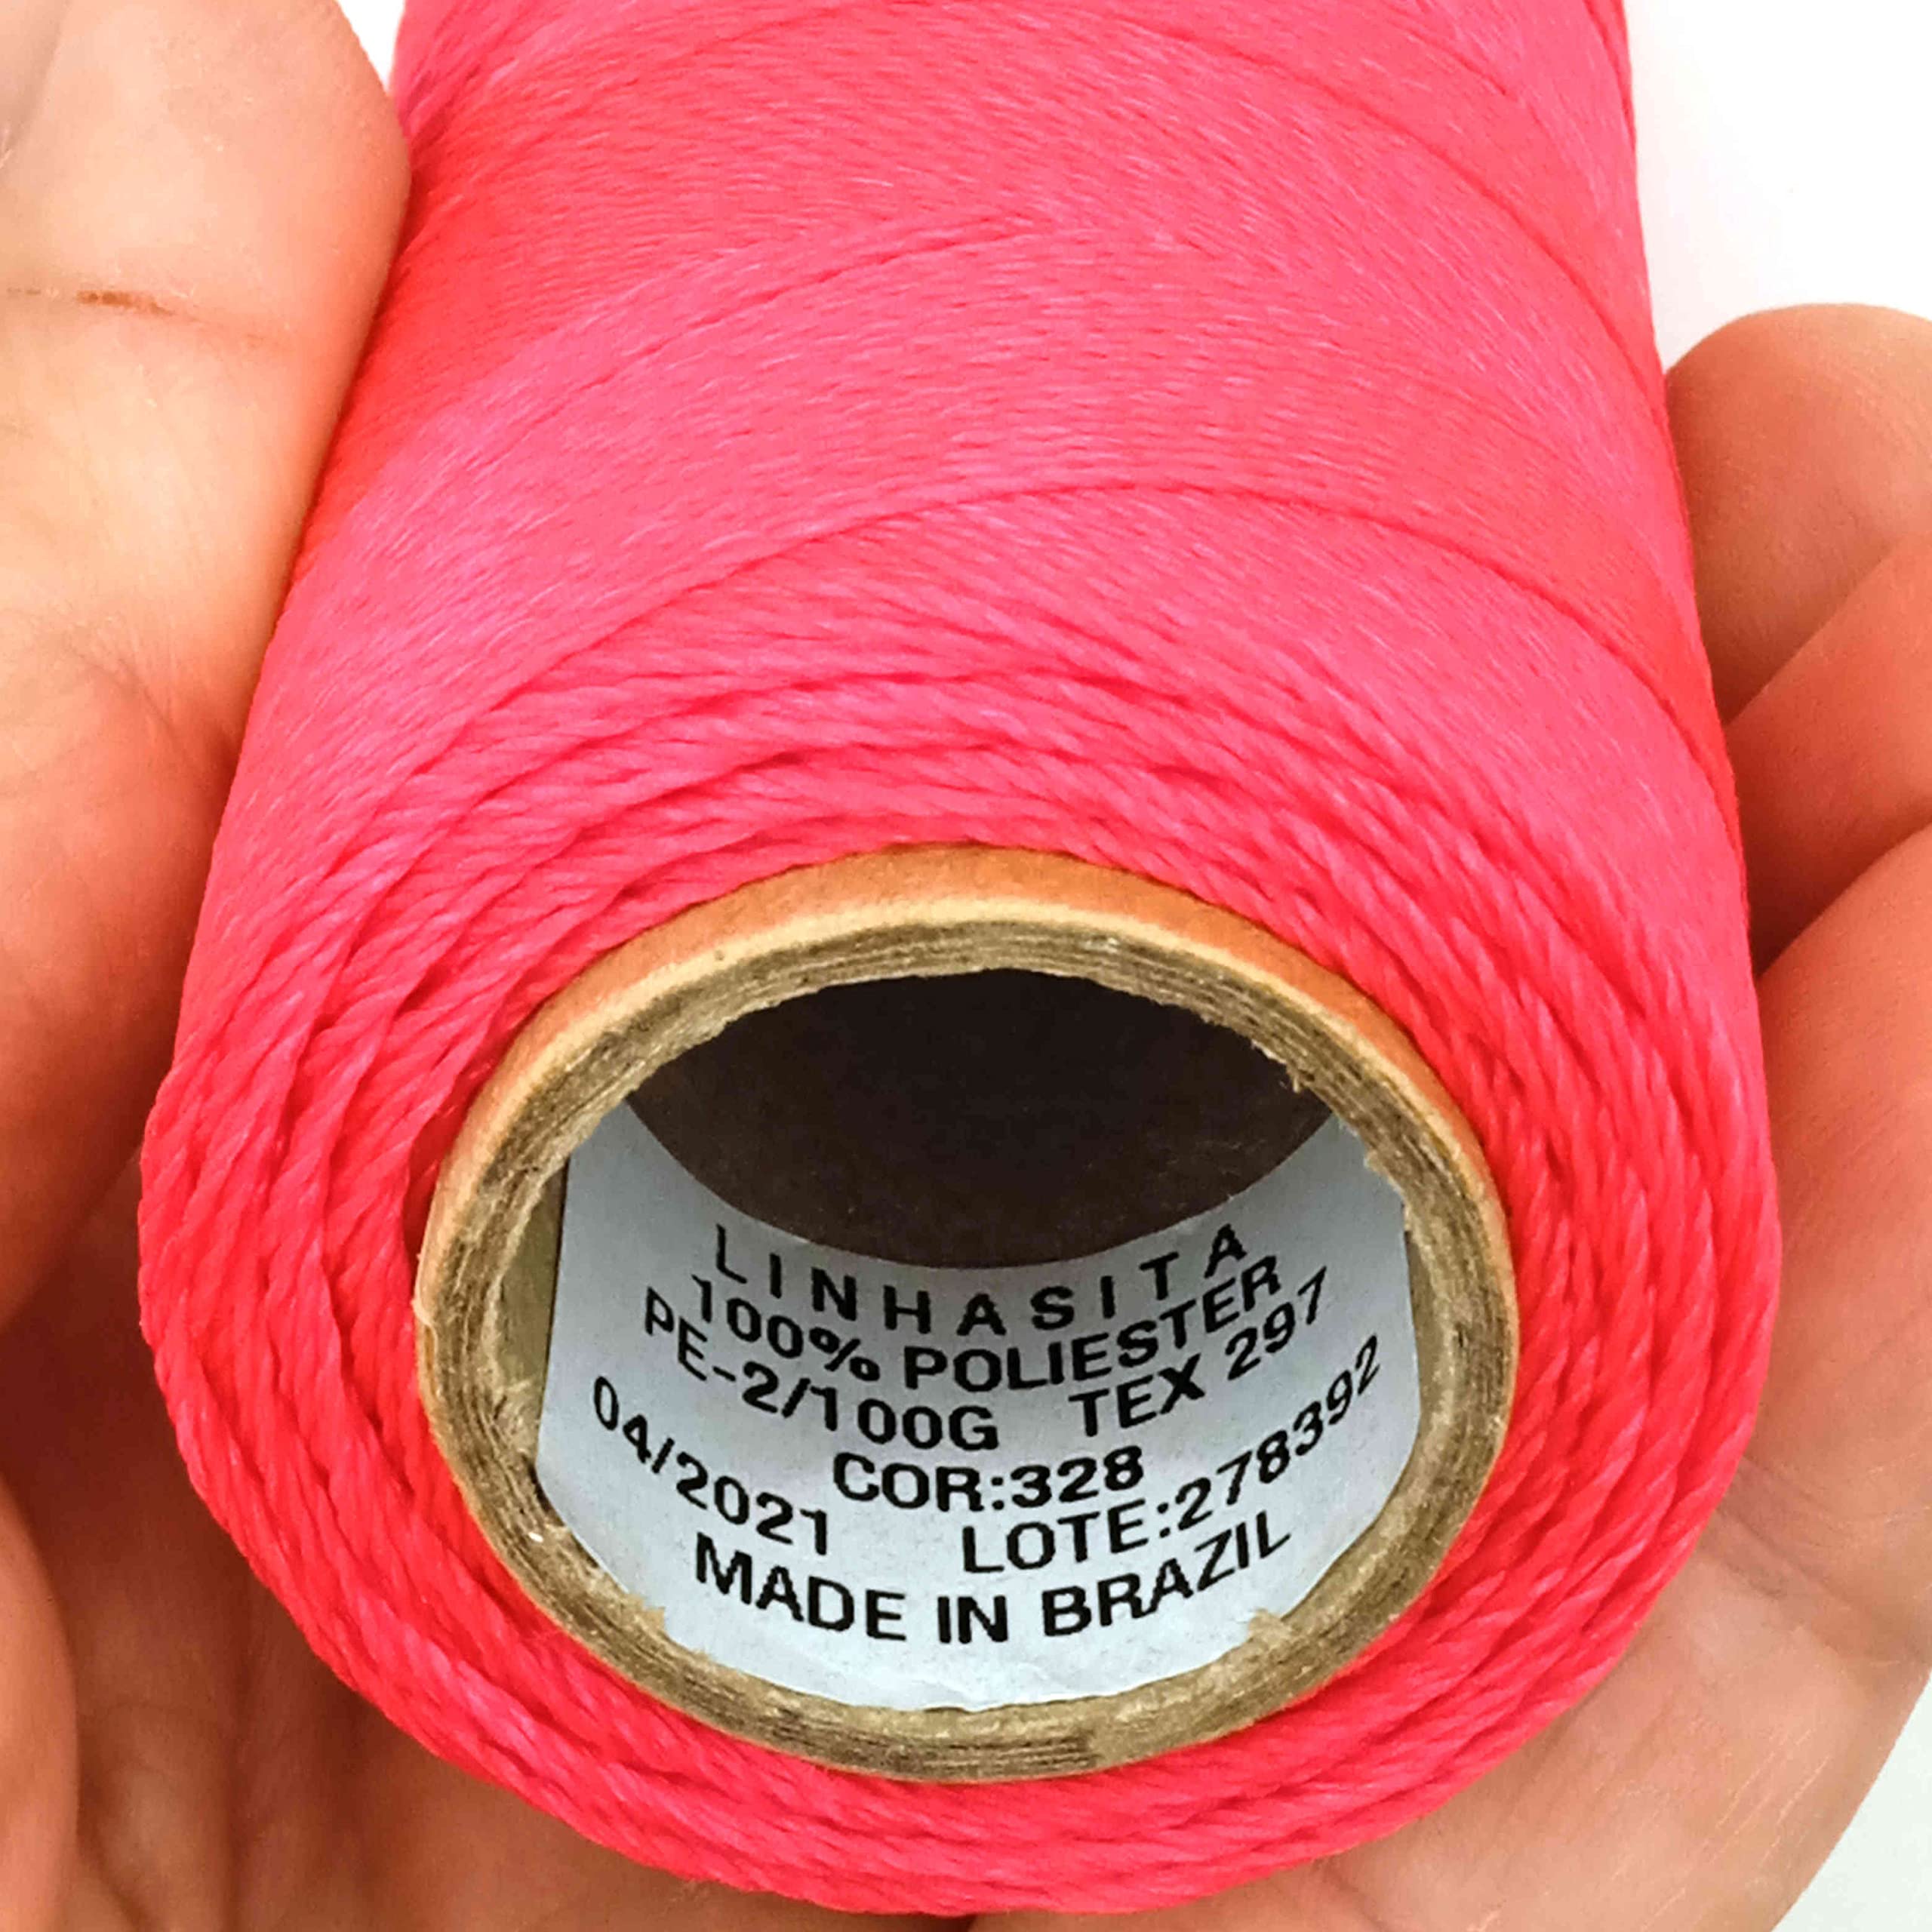 LINHASITA
100% POLIESTER
PE-2/100G TEX 297
COR:328
04/2021 LOTE:278392
MADE IN BRAZIL